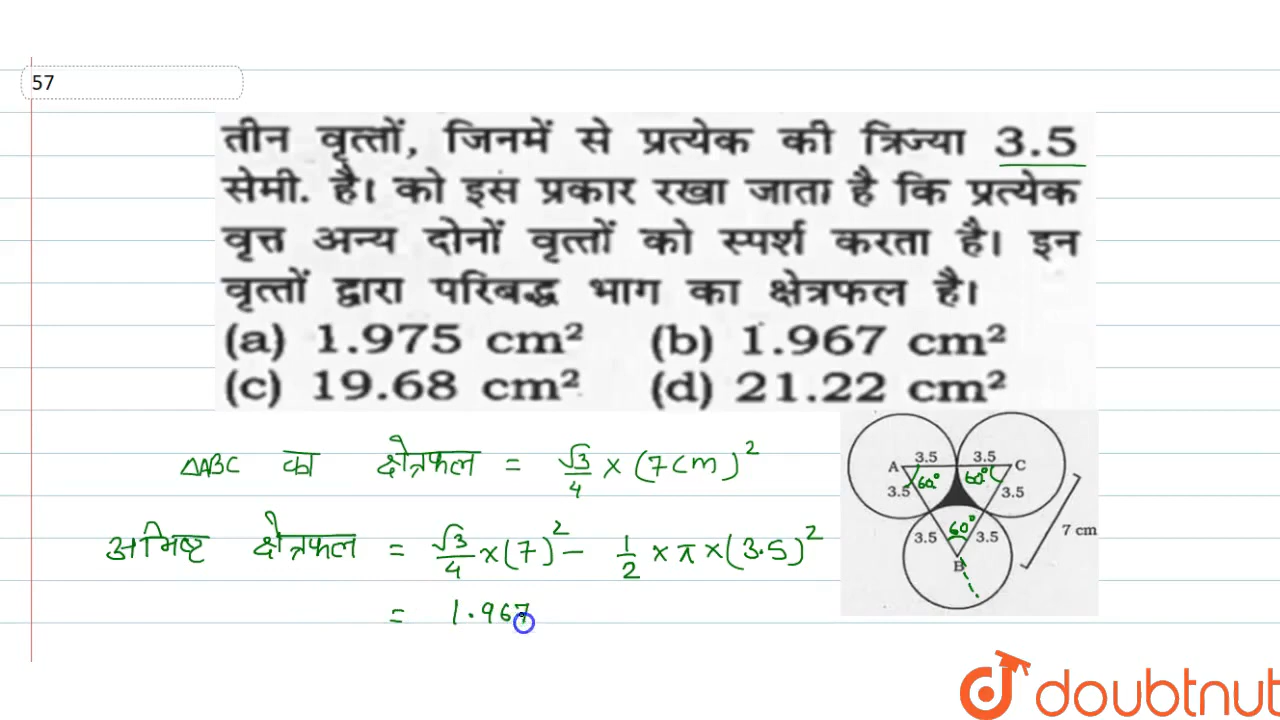 57
तीन वृत्तों, जिनमें से प्रत्येक की त्रिज्या 3.5
सेमी. है। को इस प्रकार रखा जाता है कि प्रत्येक
वृत्त अन्य दोनों वृत्तों को स्पर्श करता है। इन
वृत्तों द्वारा परिबद्ध भाग का क्षेत्रफल है।
(a) 1.975 cm² (b) 1.967 cm²
(c) 19.68 cm² (d) 21.22 cm²
△ABC का क्षेत्रफल = √3/4 × (7cm)²
अभिष्ट क्षेत्रफल = √3/4 × (7)² - 1/2 × π × (3.5)²
= 1.967
3.5 3.5
A 60° 60° C
3.5 3.5
60°
3.5 3.5
7 cm
B
doubtnut